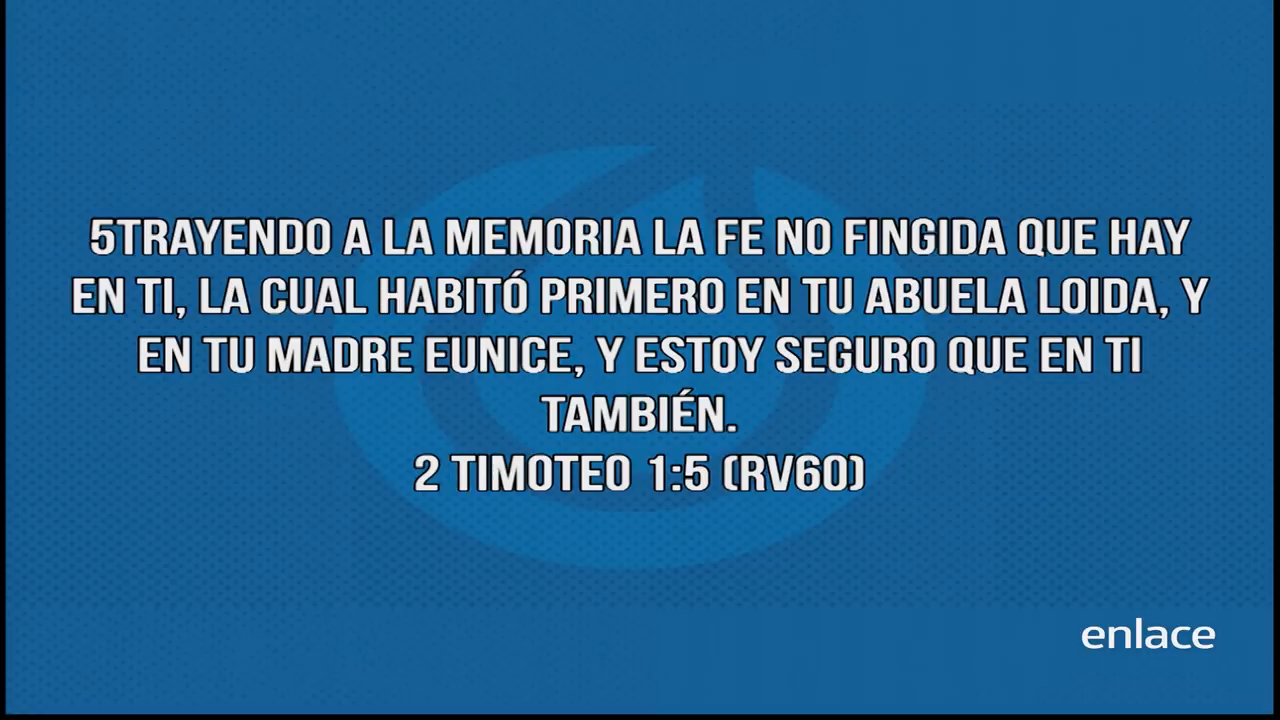 5TRAYENDO A LA MEMORIA LA FE NO FINGIDA QUE HAY
EN TI, LA CUAL HABITÓ PRIMERO EN TU ABUELA LOIDA, Y
EN TU MADRE EUNICE, Y ESTOY SEGURO QUE EN TI
TAMBIÉN.
2 TIMOTEO 1:5 (RV60)
enlace